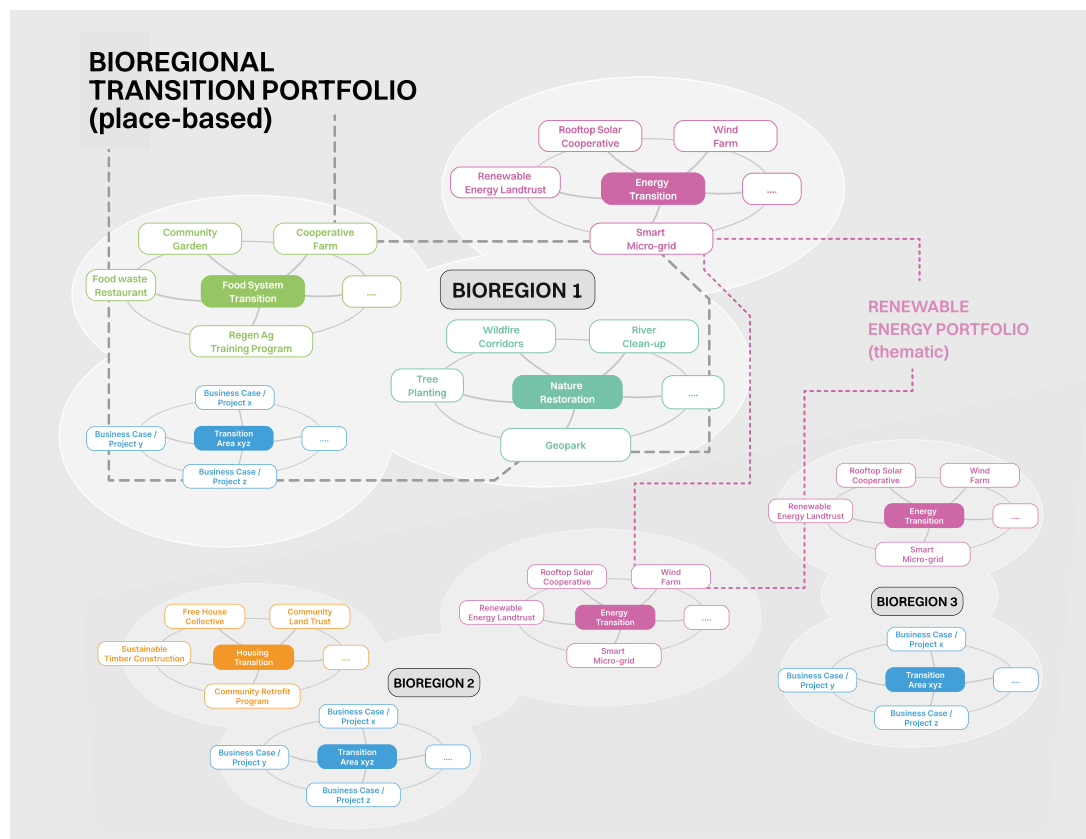 BIOREGIONAL
TRANSITION PORTFOLIO
(place-based)
Rooftop Solar
Cooperative
Wind
Farm
Renewable
Energy Landtrust
Energy
Transition
....
Smart
Micro-grid
Community
Garden
Cooperative
Farm
Food waste
Restaurant
Food System
Transition
....
Regen Ag
Training Program
BIOREGION 1
Wildfire
Corridors
River
Clean-up
Tree
Planting
Nature
Restoration
....
Geopark
Business Case /
Project x
Business Case /
Project y
Transition
Area xyz
....
Business Case /
Project z
RENEWABLE
ENERGY PORTFOLIO
(thematic)
Rooftop Solar
Cooperative
Wind
Farm
Renewable
Energy Landtrust
Energy
Transition
....
Smart
Micro-grid
BIOREGION 3
Business Case /
Project x
Business Case /
Project y
Transition
Area xyz
....
Business Case /
Project z
Rooftop Solar
Cooperative
Wind
Farm
Renewable
Energy Landtrust
Energy
Transition
....
Smart
Micro-grid
Free House
Collective
Community
Land Trust
Sustainable
Timber Construction
Housing
Transition
....
Community Retrofit
Program
BIOREGION 2
Business Case /
Project x
Business Case /
Project y
Transition
Area xyz
....
Business Case /
Project z